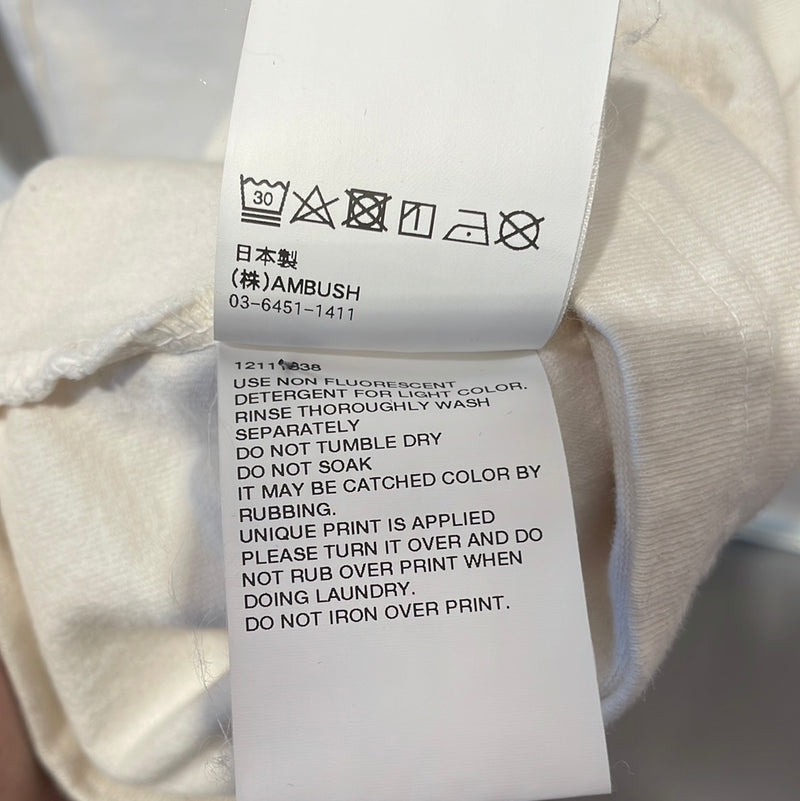 30
日本製
(株)AMBUSH
03-6451-1411
USE NON FLUORESCENT
DETERGENT FOR LIGHT COLOR.
RINSE THOROUGHLY WASH
SEPARATELY
DO NOT TUMBLE DRY
DO NOT SOAK
IT MAY BE CATCHED COLOR BY
RUBBING.
UNIQUE PRINT IS APPLIED
PLEASE TURN IT OVER AND DO
NOT RUB OVER PRINT WHEN
DOING LAUNDRY.
DO NOT IRON OVER PRINT.